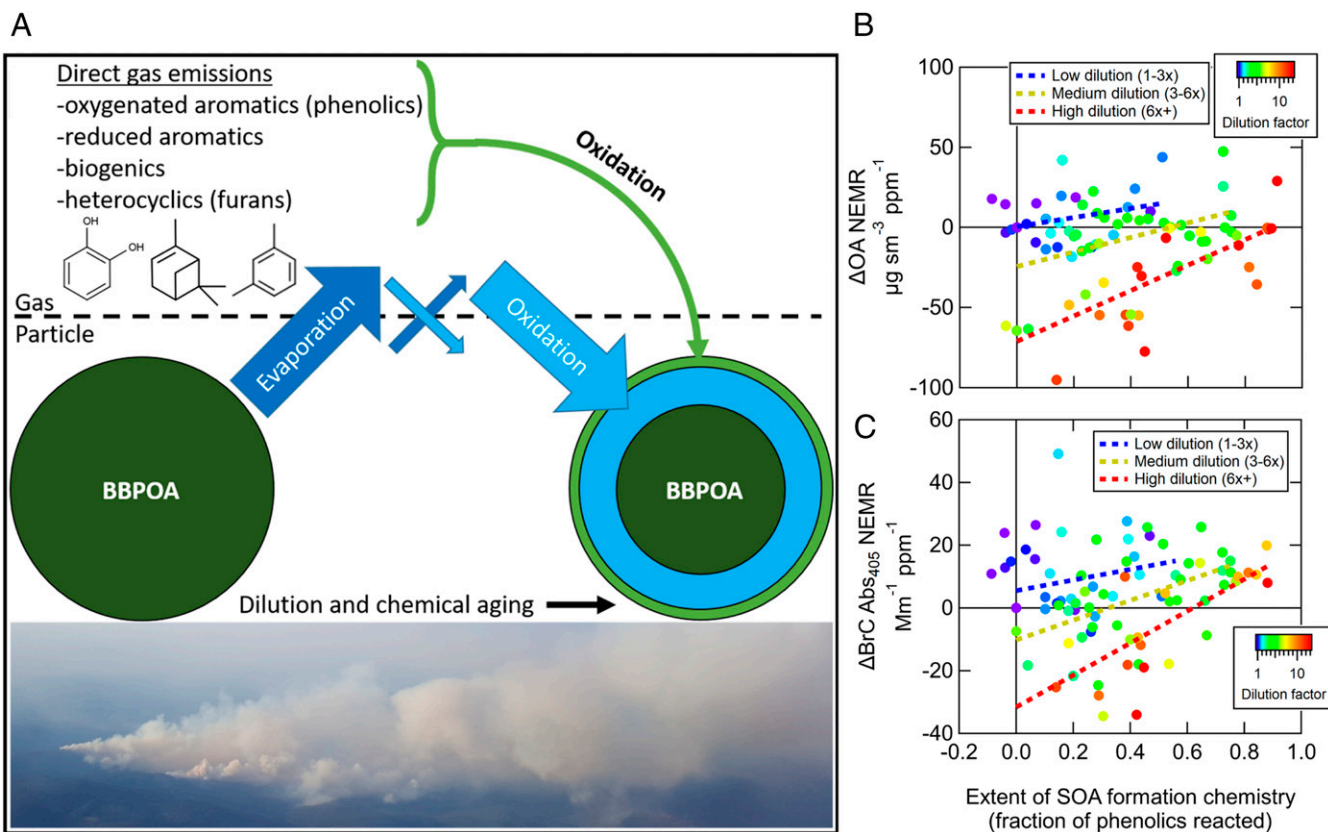 A
Direct gas emissions
-oxygenated aromatics (phenolics)
-reduced aromatics
-biogenics
-heterocyclics (furans)
OH
OH
Oxidation
Gas
Particle
Evaporation
Oxidation
BBPOA
BBPOA
Dilution and chemical aging
B
Low dilution (1-3x)
Medium dilution (3-6x)
High dilution (6x+)
1 10
Dilution factor
ΔOA NEMR
µg sm⁻³ ppm⁻¹
100
50
0
-50
-100
C
Low dilution (1-3x)
Medium dilution (3-6x)
High dilution (6x+)
1 10
Dilution factor
ΔBrC Abs₄₀₅ NEMR
Mm⁻¹ ppm⁻¹
60
40
20
0
-20
-40
-0.2 0.0 0.2 0.4 0.6 0.8 1.0
Extent of SOA formation chemistry
(fraction of phenolics reacted)